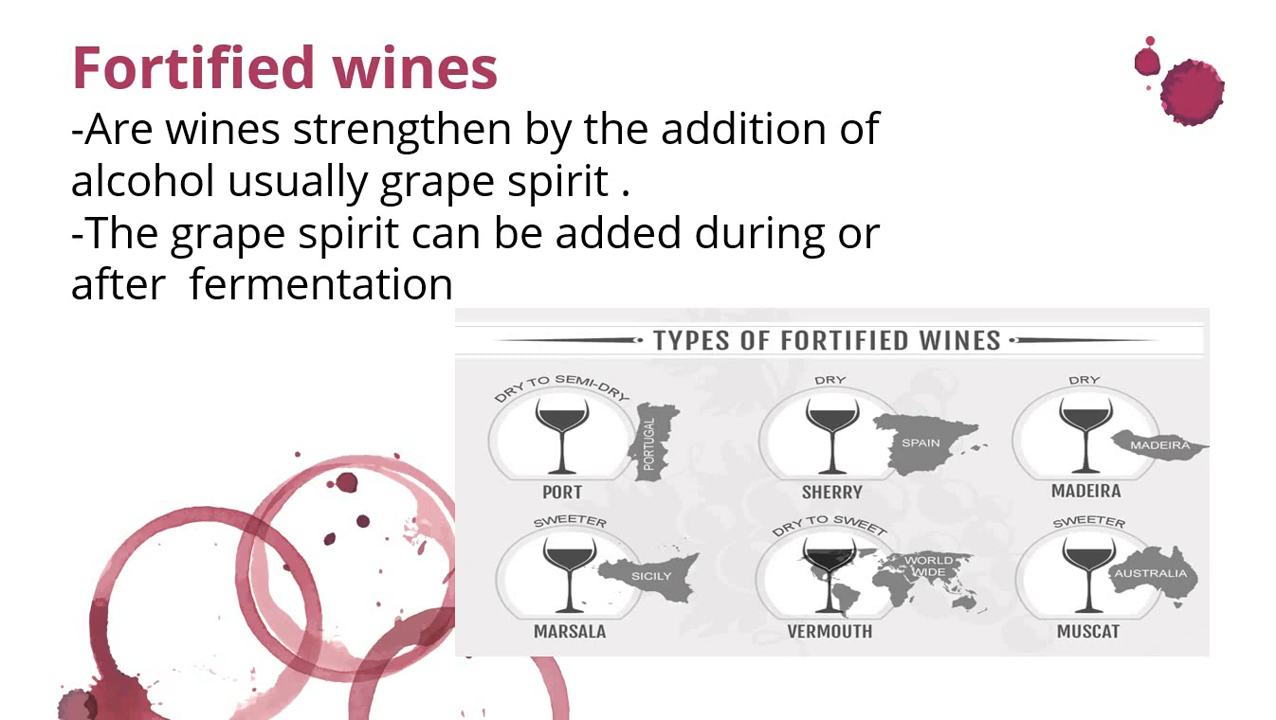 Fortified wines
-Are wines strengthen by the addition of
alcohol usually grape spirit .
-The grape spirit can be added during or
after  fermentation
TYPES OF FORTIFIED WINES
DRY TO SEMI-DRY
PORTUGAL
PORT
DRY
SPAIN
SHERRY
DRY
MADEIRA
MADEIRA
SWEETER
SICILY
MARSALA
DRY TO SWEET
WORLD
WIDE
VERMOUTH
SWEETER
AUSTRALIA
MUSCAT